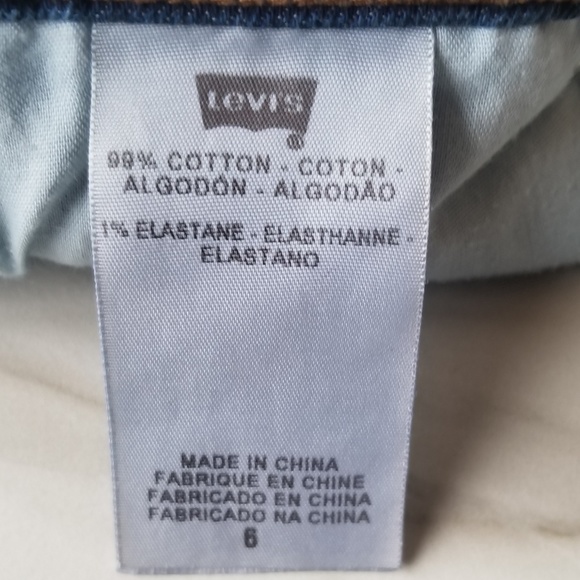 Levi's
®
99% COTTON - COTON -
ALGODÓN - ALGODÃO
1% ELASTANE - ELASTHANNE -
ELASTANO
MADE IN CHINA
FABRIQUE EN CHINE
FABRICADO EN CHINA
FABRICADO NA CHINA
6